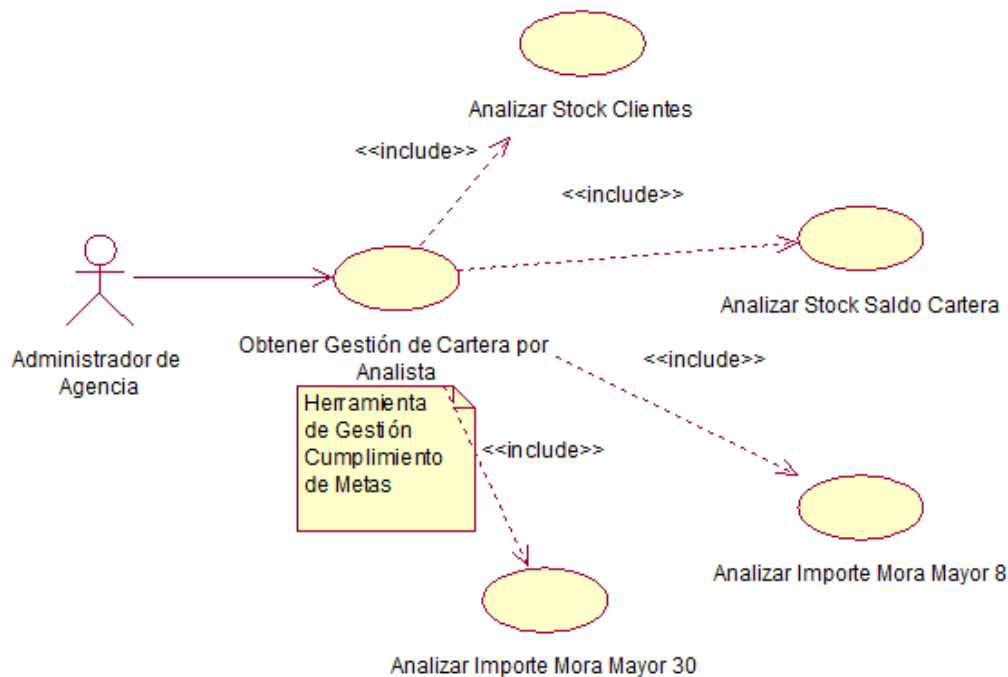 Analizar Stock Clientes
<<include>>
<<include>>
Analizar Stock Saldo Cartera
Administrador de
Agencia
Obtener Gestión de Cartera por
Analista
<<include>>
Herramienta
de Gestión
Cumplimiento
de Metas
<<include>>
Analizar Importe Mora Mayor 8
Analizar Importe Mora Mayor 30